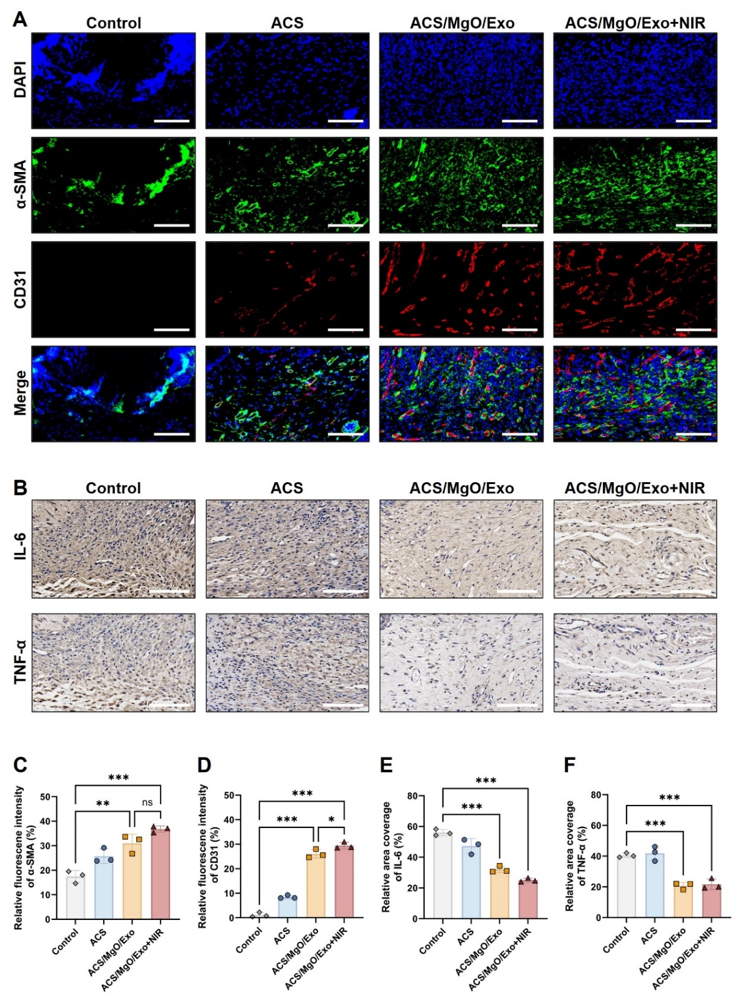 A
Control
ACS
ACS/MgO/Exo
ACS/MgO/Exo+NIR
DAPI
α-SMA
CD31
Merge
B
Control
ACS
ACS/MgO/Exo
ACS/MgO/Exo+NIR
IL-6
TNF-α
C
Relative fluorescene intensity
of α-SMA (%)
50
40
30
20
10
0
***
**
ns
Control
ACS
ACS/MgO/Exo
ACS/MgO/Exo+NIR
D
Relative fluorescene intensity
of CD31 (%)
50
40
30
20
10
0
***
***
*
Control
ACS
ACS/MgO/Exo
ACS/MgO/Exo+NIR
E
Relative area coverage
of IL-6 (%)
80
60
40
20
0
***
***
Control
ACS
ACS/MgO/Exo
ACS/MgO/Exo+NIR
F
Relative area coverage
of TNF-α (%)
80
60
40
20
0
***
***
Control
ACS
ACS/MgO/Exo
ACS/MgO/Exo+NIR